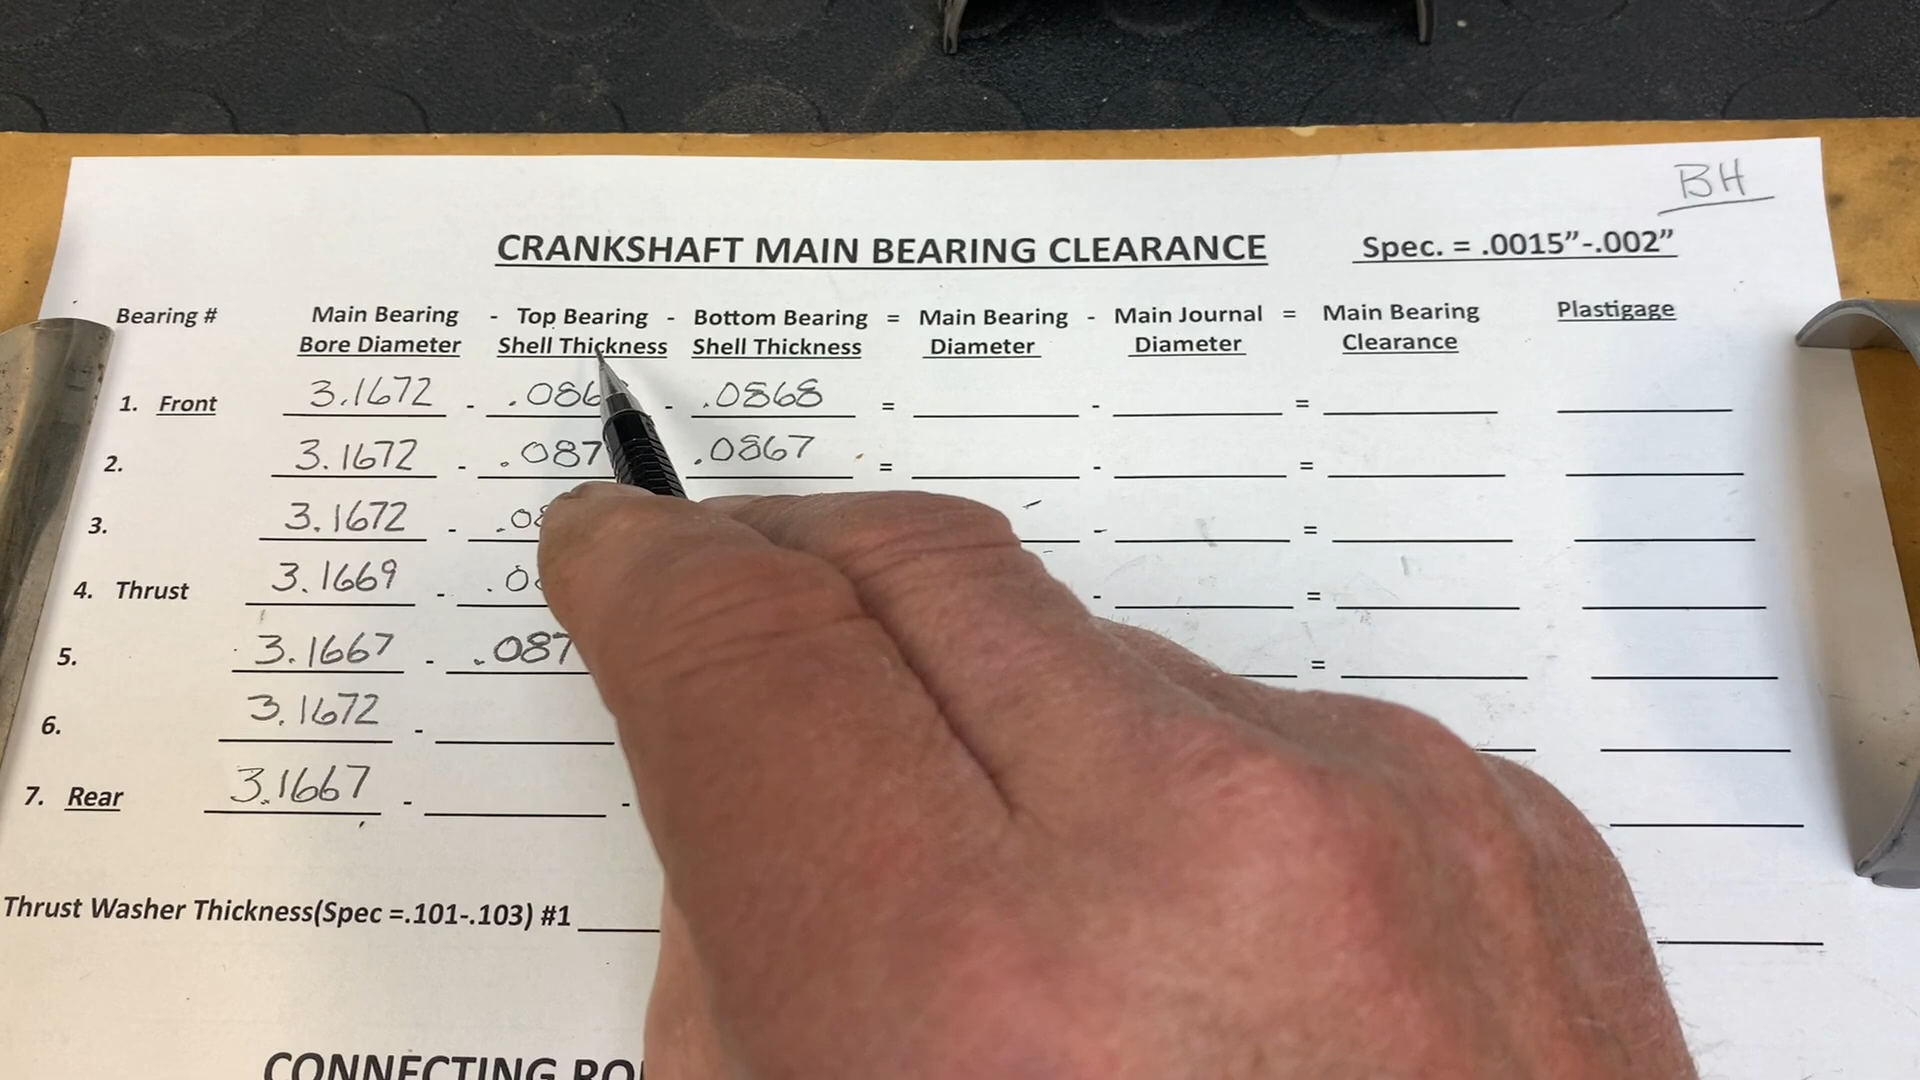 BH
CRANKSHAFT MAIN BEARING CLEARANCE Spec. = .0015”-.002”
Bearing # Main Bearing - Top Bearing - Bottom Bearing = Main Bearing - Main Journal = Main Bearing Plastigage
Bore Diameter Shell Thickness Shell Thickness Diameter Diameter Clearance
1. Front 3.1672 - .086 - .0868 = - =
2. 3.1672 - .087 .0867 = - =
3. 3.1672 - - =
4. Thrust 3.1669 - - =
5. 3.1667 - .087 =
6. 3.1672 -
7. Rear 3.1667 - -
Thrust Washer Thickness(Spec =.101-.103) #1
CONNECTING